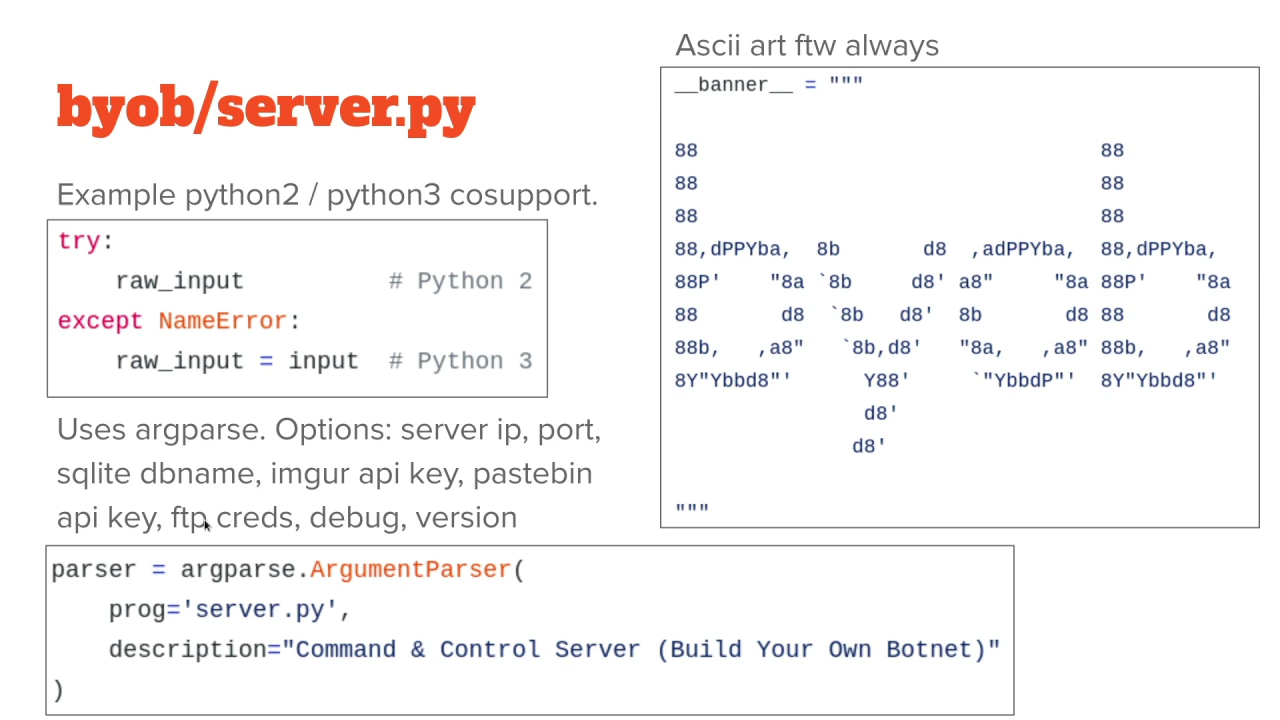 byob/server.py
Example python2 / python3 cosupport.
try:
    raw_input          # Python 2
except NameError:
    raw_input = input  # Python 3
Uses argparse. Options: server ip, port,
sqlite dbname, imgur api key, pastebin
api key, ftp creds, debug, version
Ascii art ftw always
__banner__ = """
88                                  88
88                                  88
88                                  88
88,dPPYba,  8b       d8  ,adPPYba,  88,dPPYba,
88P'    "8a `8b     d8' a8"     "8a 88P'    "8a
88       d8  `8b   d8'  8b       d8 88       d8
88b,   ,a8"   `8b,d8'   "8a,   ,a8" 88b,   ,a8"
8Y"Ybbd8"'      Y88'     `"YbbdP"'  8Y"Ybbd8"'
                d8'
               d8'
"""
parser = argparse.ArgumentParser(
    prog='server.py',
    description="Command & Control Server (Build Your Own Botnet)"
)